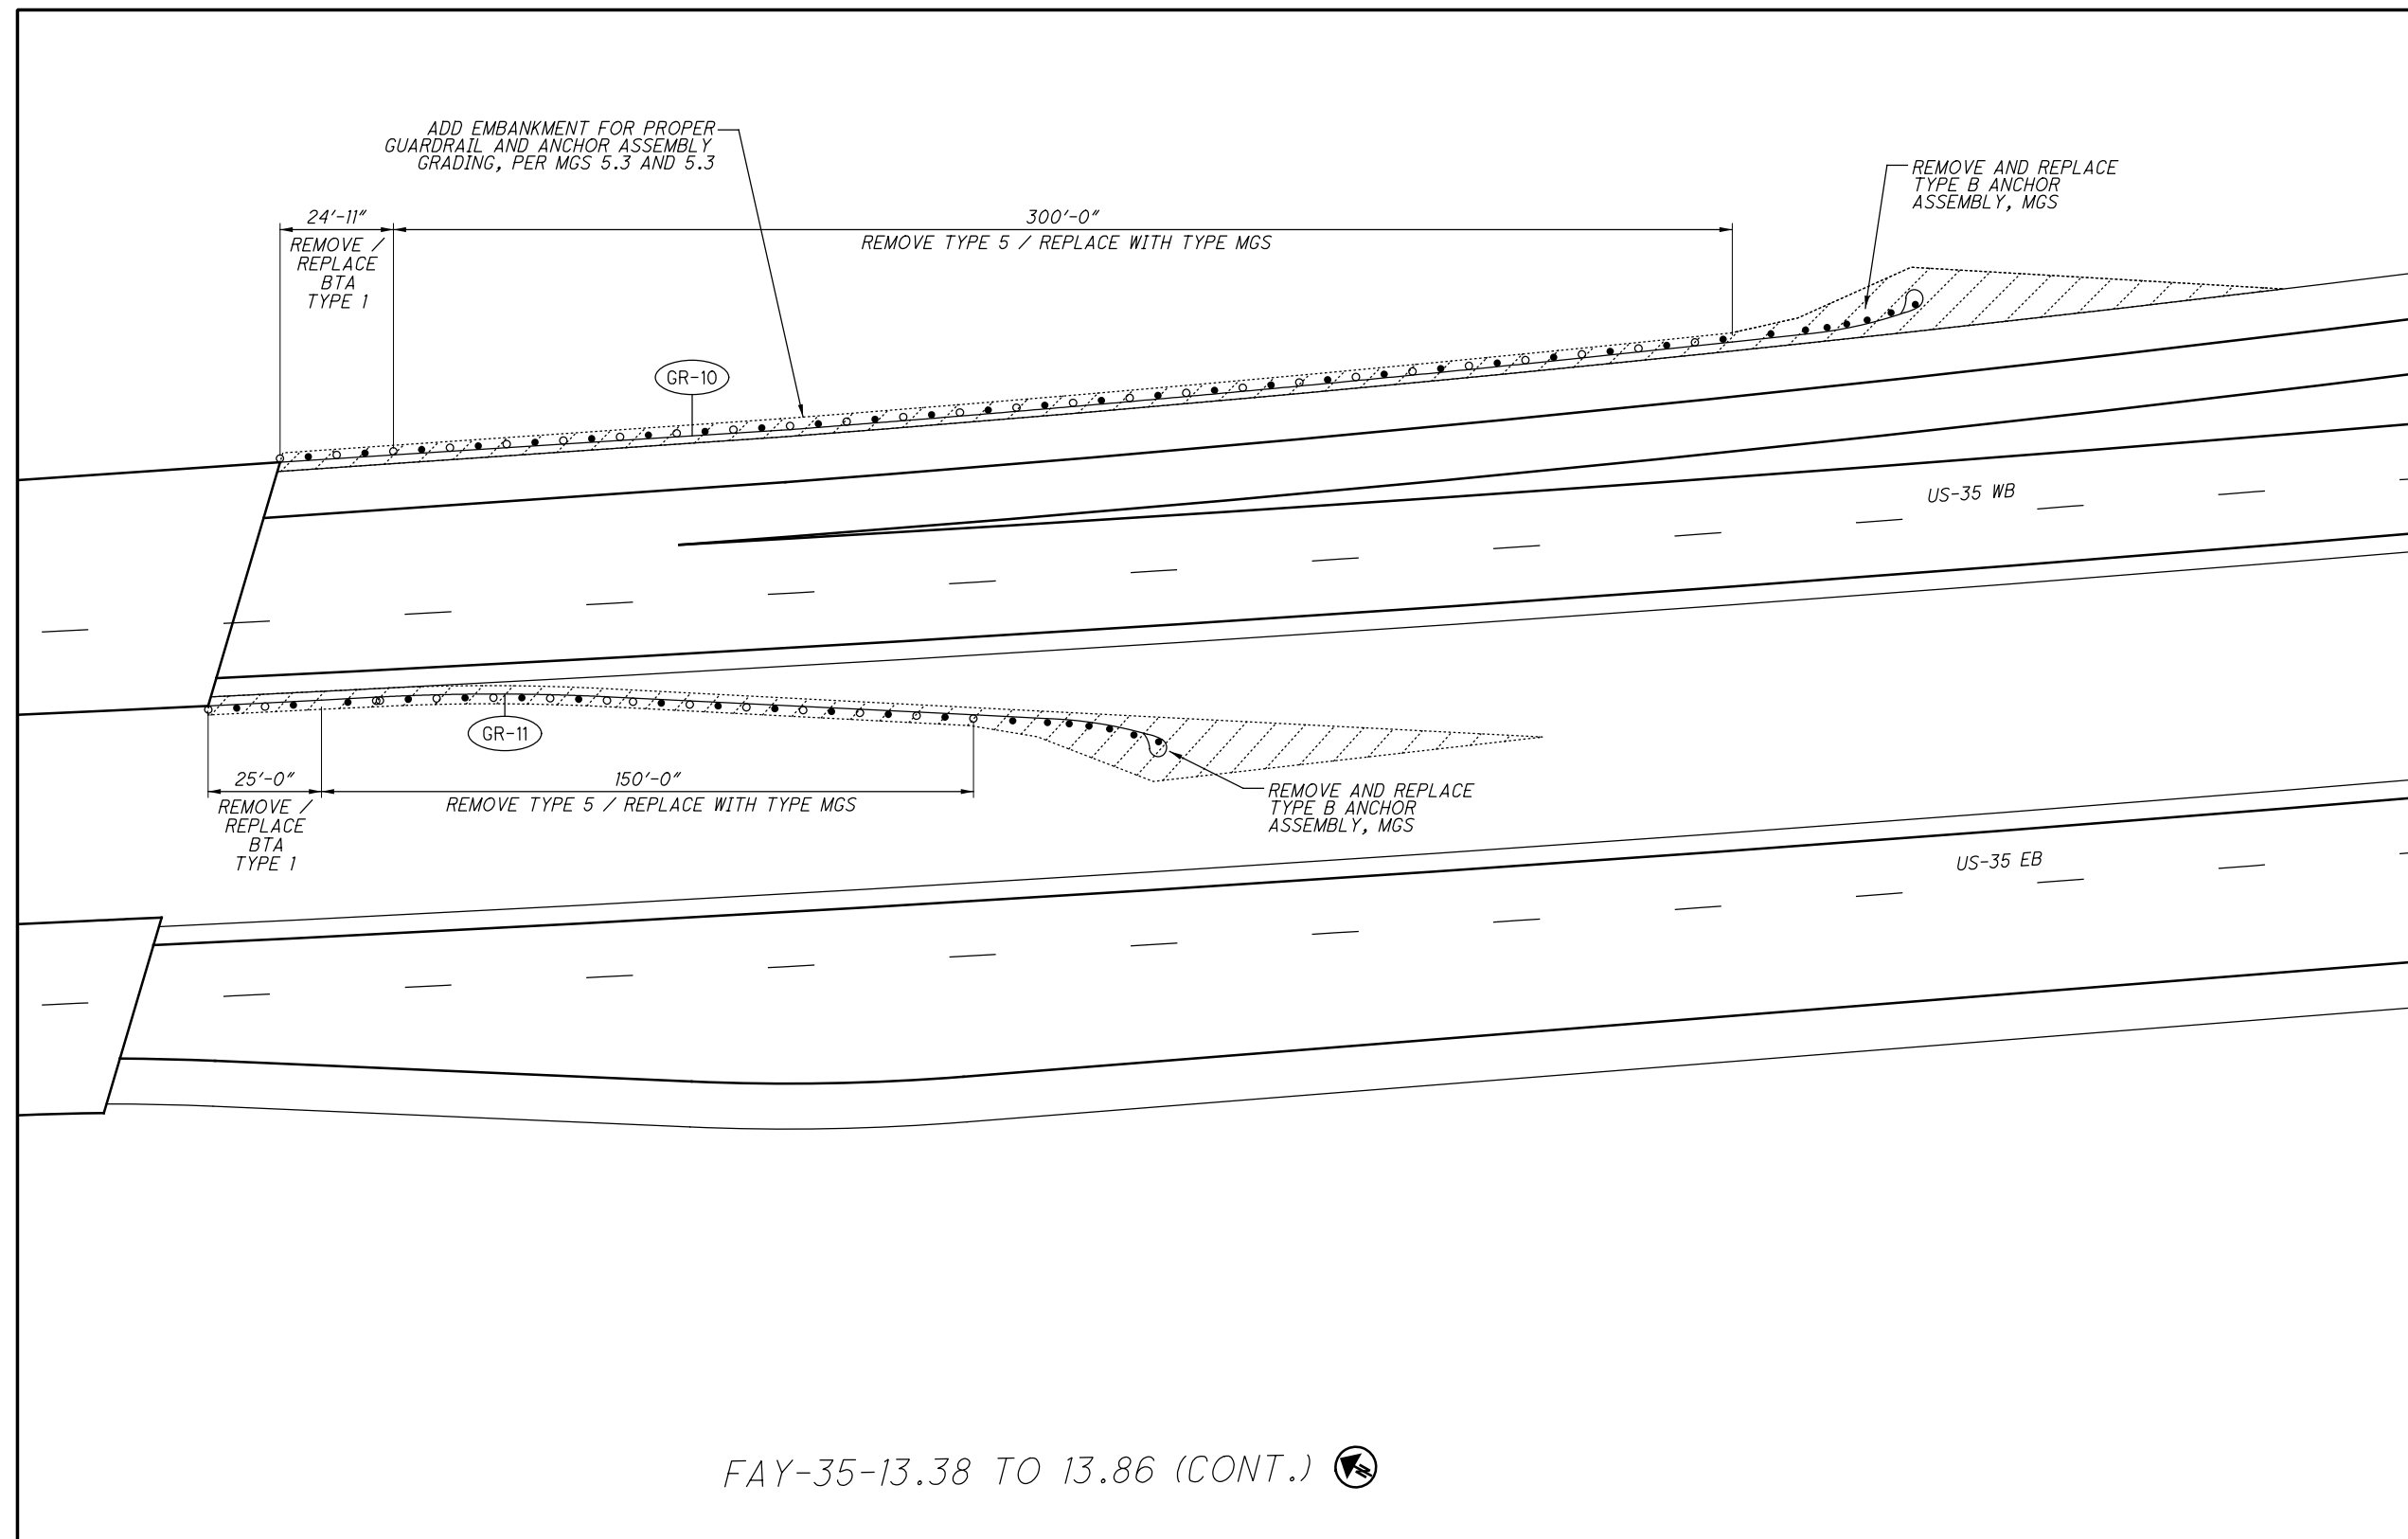 ADD EMBANKMENT FOR PROPER
GUARDRAIL AND ANCHOR ASSEMBLY
GRADING, PER MGS 5.3 AND 5.3
REMOVE AND REPLACE
TYPE B ANCHOR
ASSEMBLY, MGS
24'-11"
REMOVE /
REPLACE
BTA
TYPE 1
300'-0"
REMOVE TYPE 5 / REPLACE WITH TYPE MGS
GR-10
US-35 WB
GR-11
25'-0"
REMOVE /
REPLACE
BTA
TYPE 1
150'-0"
REMOVE TYPE 5 / REPLACE WITH TYPE MGS
REMOVE AND REPLACE
TYPE B ANCHOR
ASSEMBLY, MGS
US-35 EB
FAY-35-13.38 TO 13.86 (CONT.)
N